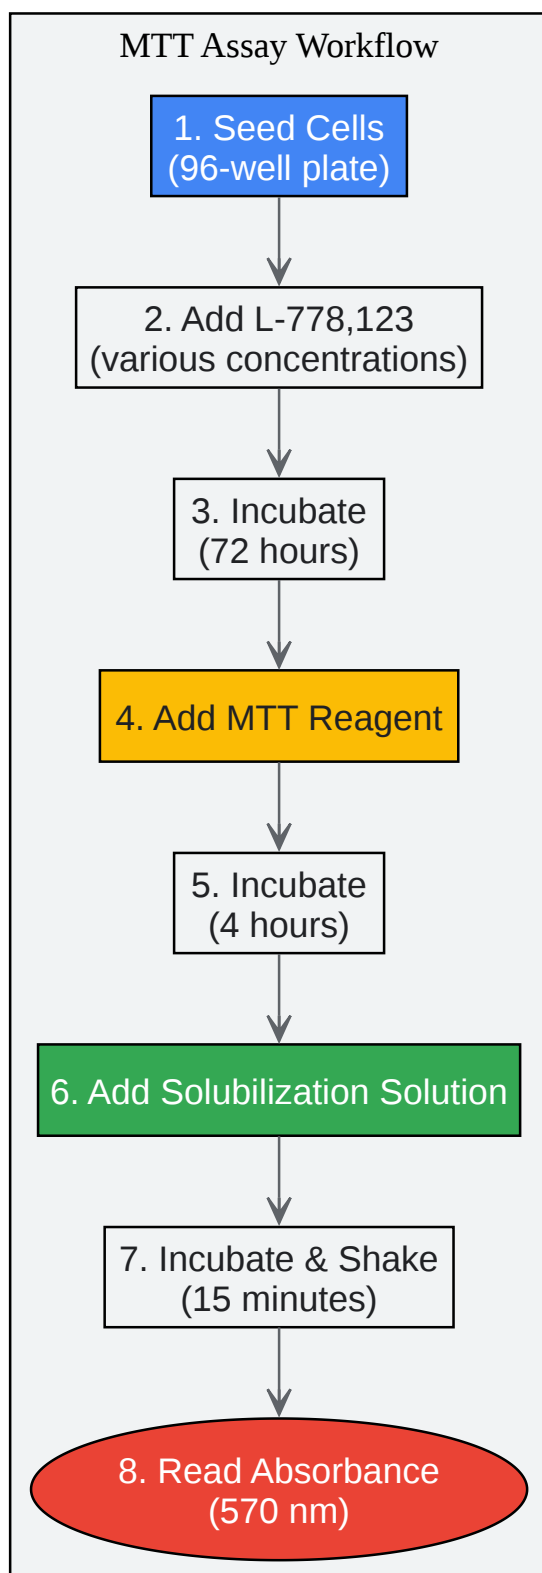 MTT Assay Workflow
1. Seed Cells
(96-well plate)
2. Add L-778,123
(various concentrations)
3. Incubate
(72 hours)
4. Add MTT Reagent
5. Incubate
(4 hours)
6. Add Solubilization Solution
7. Incubate & Shake
(15 minutes)
8. Read Absorbance
(570 nm)